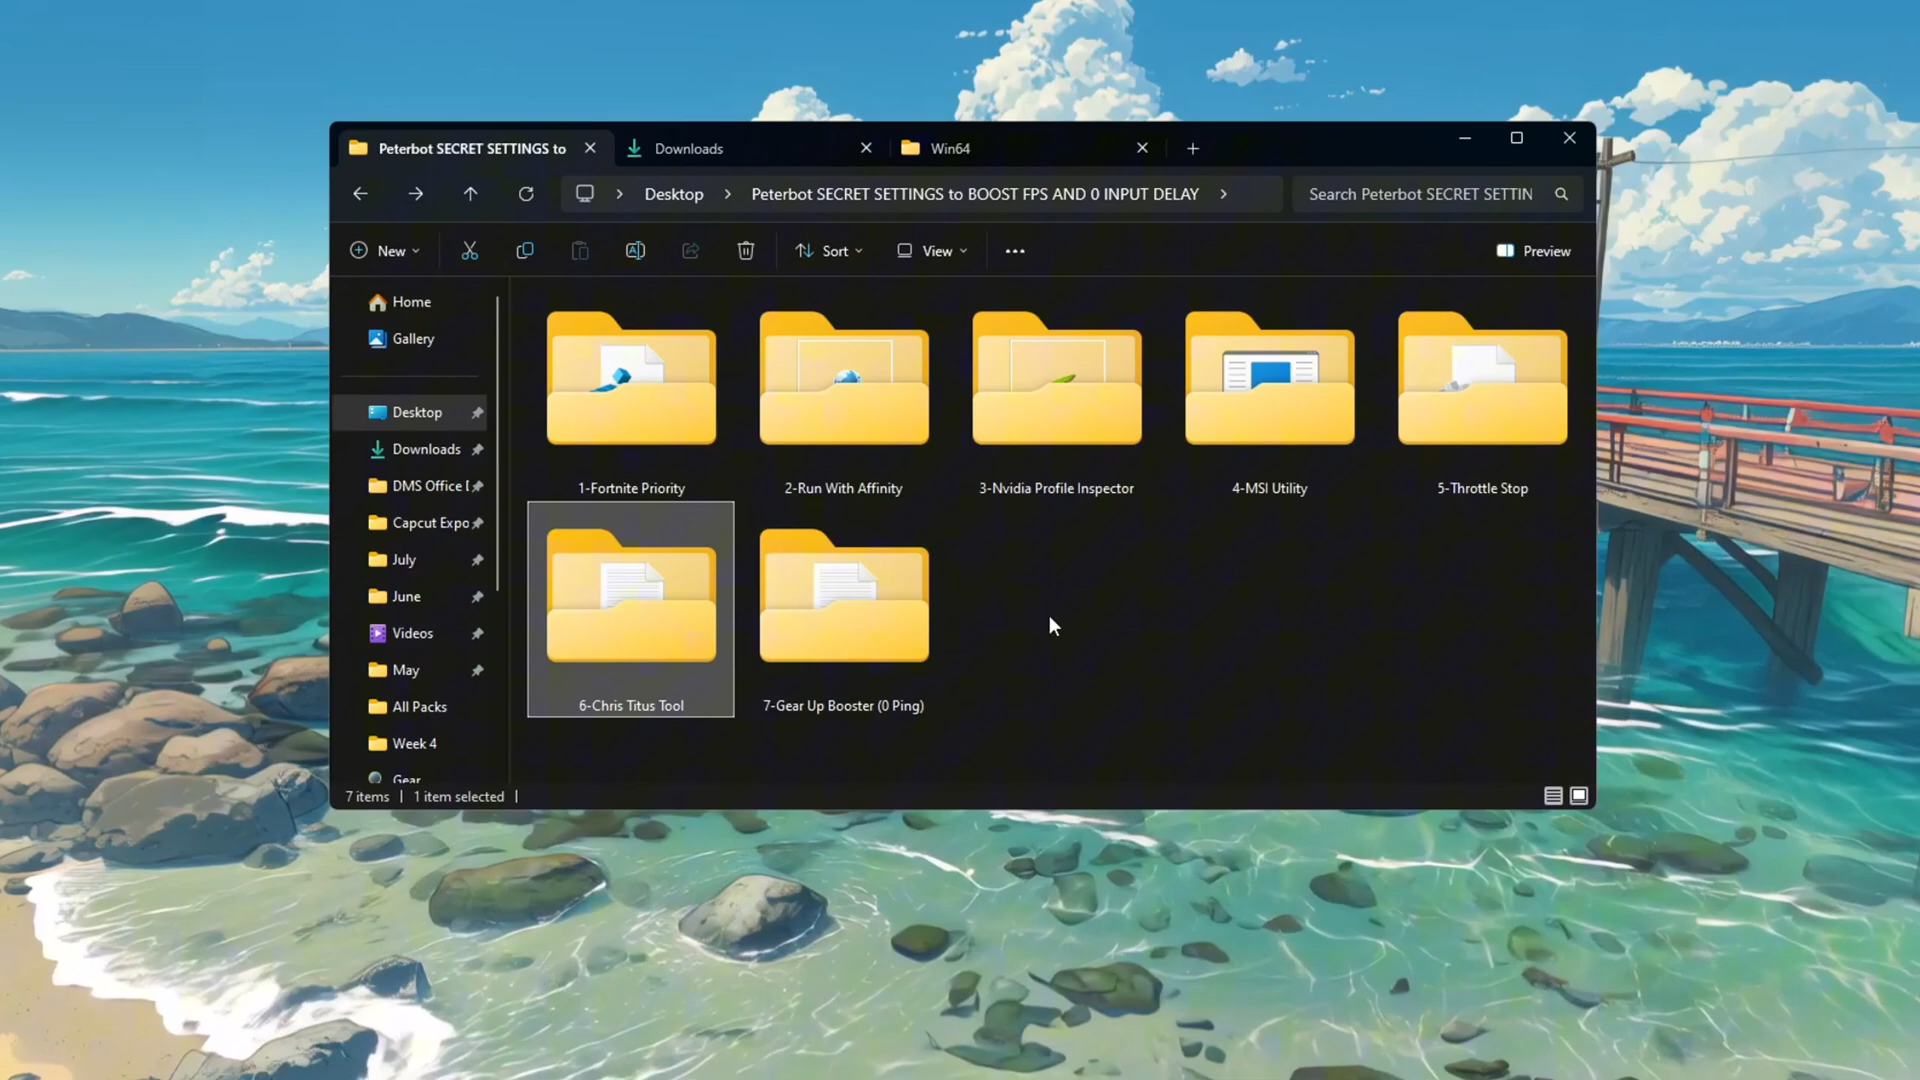 Peterbot SECRET SETTINGS to
Downloads
Win64
Desktop
Peterbot SECRET SETTINGS to BOOST FPS AND 0 INPUT DELAY
Search Peterbot SECRET SETTIN
New
Sort
View
Preview
Home
Gallery
Desktop
Downloads
DMS Office [
Capcut Expo
July
June
Videos
May
All Packs
Week 4
Gear
1-Fortnite Priority
2-Run With Affinity
3-Nvidia Profile Inspector
4-MSI Utility
5-Throttle Stop
6-Chris Titus Tool
7-Gear Up Booster (0 Ping)
7 items | 1 item selected |